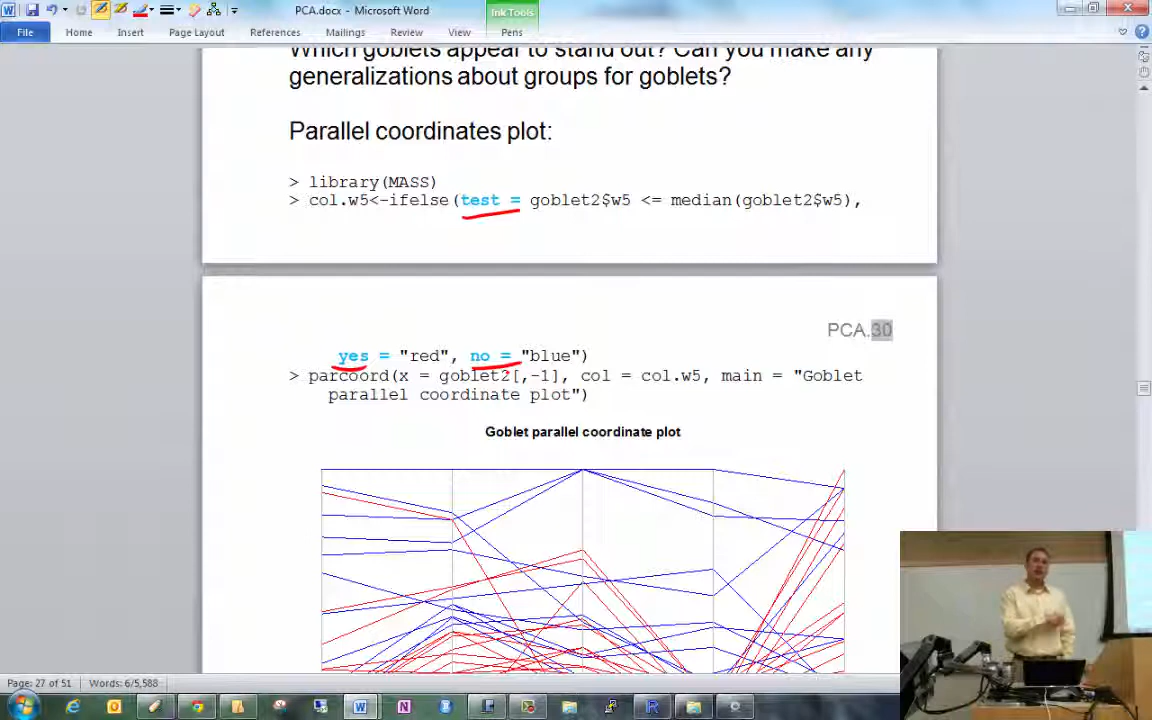 PCA.docx - Microsoft Word
Ink Tools
File Home Insert Page Layout References Mailings Review View Pens
Which goblets appear to stand out? Can you make any
generalizations about groups for goblets?
Parallel coordinates plot:
> library(MASS)
> col.w5<-ifelse(test = goblet2$w5 <= median(goblet2$w5),
PCA.30
yes = "red", no = "blue")
> parcoord(x = goblet2[,-1], col = col.w5, main = "Goblet
parallel coordinate plot")
Goblet parallel coordinate plot
Page: 27 of 51 Words: 6/5,588